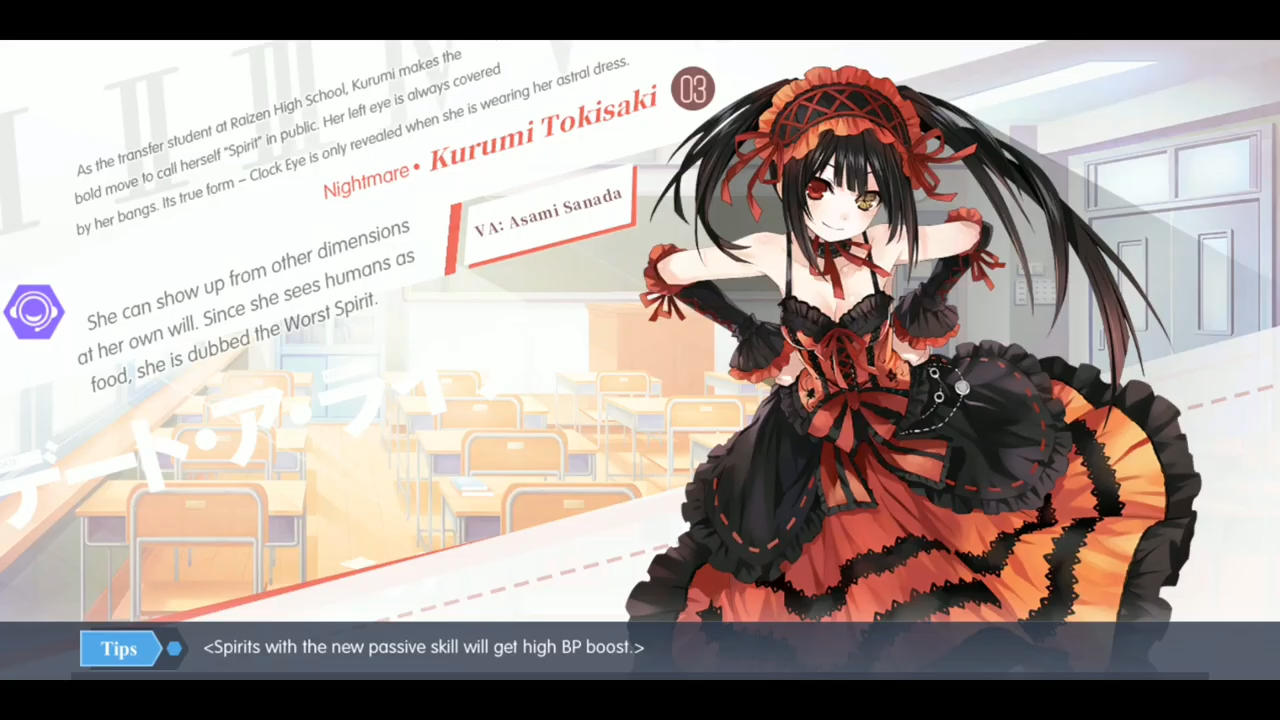 I II III IV V
As the transfer student at Raizen High School, Kurumi makes the
bold move to call herself "Spirit" in public. Her left eye is always covered
by her bangs. Its true form – Clock Eye is only revealed when she is wearing her astral dress.
Nightmare • Kurumi Tokisaki
03
VA: Asami Sanada
She can show up from other dimensions
at her own will. Since she sees humans as
food, she is dubbed the Worst Spirit.
デート・ア・ライブ
Tips
<Spirits with the new passive skill will get high BP boost.>